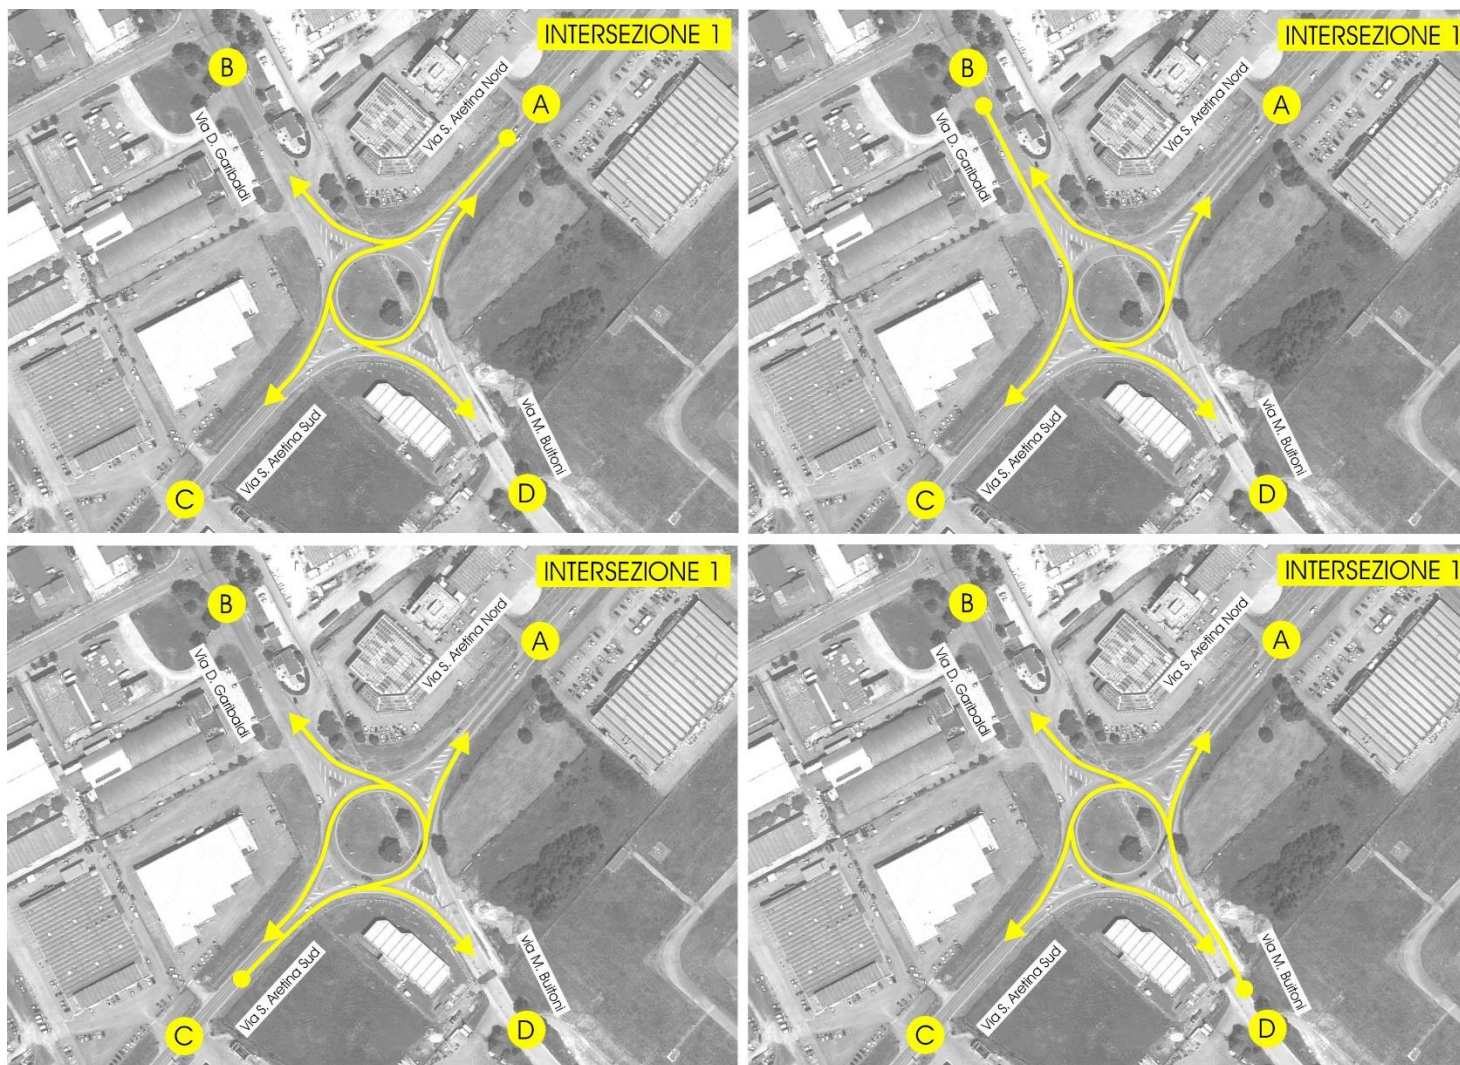 INTERSEZIONE 1
B
A
Via S. Aretina Nord
Via D. Garibaldi
Via S. Aretina Sud
via M. Buitoni
C
D
INTERSEZIONE 1
B
A
Via S. Aretina Nord
Via D. Garibaldi
Via S. Aretina Sud
via M. Buitoni
C
D
INTERSEZIONE 1
B
A
Via S. Aretina Nord
Via D. Garibaldi
Via S. Aretina Sud
via M. Buitoni
C
D
INTERSEZIONE 1
B
A
Via S. Aretina Nord
Via D. Garibaldi
Via S. Aretina Sud
via M. Buitoni
C
D